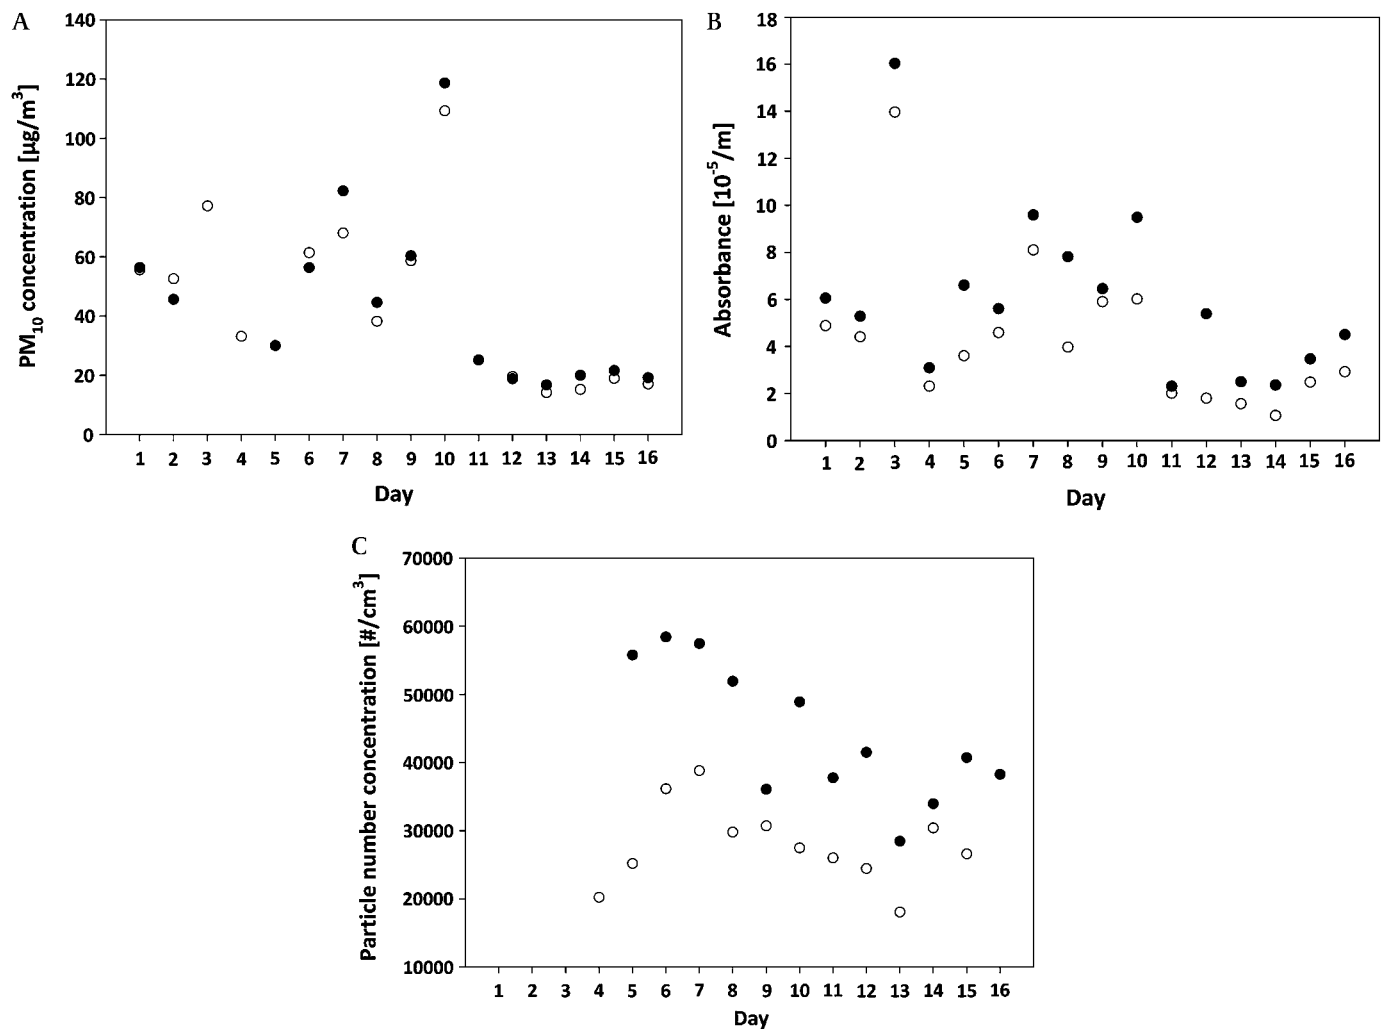 A
140
120
100
80
60
40
20
0
PM10 concentration [µg/m³]
1 2 3 4 5 6 7 8 9 10 11 12 13 14 15 16
Day
B
18
16
14
12
10
8
6
4
2
0
Absorbance [10⁻⁵/m]
1 2 3 4 5 6 7 8 9 10 11 12 13 14 15 16
Day
C
70000
60000
50000
40000
30000
20000
10000
Particle number concentration [#/cm³]
1 2 3 4 5 6 7 8 9 10 11 12 13 14 15 16
Day